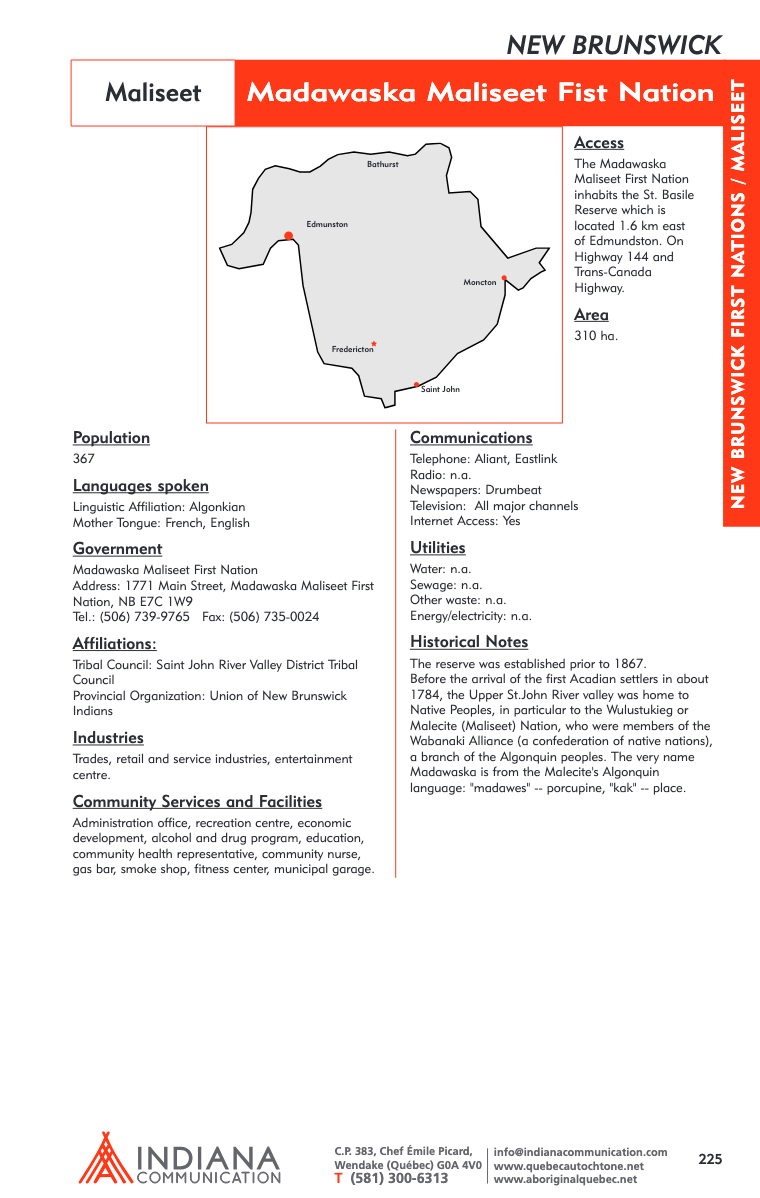 NEW BRUNSWICK
Maliseet
Madawaska Maliseet Fist Nation
NEW BRUNSWICK FIRST NATIONS / MALISEET
Bathurst
Edmunston
Moncton
Fredericton
Saint John
Access
The Madawaska
Maliseet First Nation
inhabits the St. Basile
Reserve which is
located 1.6 km east
of Edmundston. On
Highway 144 and
Trans-Canada
Highway.
Area
310 ha.
Population
367
Languages spoken
Linguistic Affiliation: Algonkian
Mother Tongue: French, English
Government
Madawaska Maliseet First Nation
Address: 1771 Main Street, Madawaska Maliseet First
Nation, NB E7C 1W9
Tel.: (506) 739-9765   Fax: (506) 735-0024
Affiliations:
Tribal Council: Saint John River Valley District Tribal
Council
Provincial Organization: Union of New Brunswick
Indians
Industries
Trades, retail and service industries, entertainment
centre.
Community Services and Facilities
Administration office, recreation centre, economic
development, alcohol and drug program, education,
community health representative, community nurse,
gas bar, smoke shop, fitness center, municipal garage.
Communications
Telephone: Aliant, Eastlink
Radio: n.a.
Newspapers: Drumbeat
Television:  All major channels
Internet Access: Yes
Utilities
Water: n.a.
Sewage: n.a.
Other waste: n.a.
Energy/electricity: n.a.
Historical Notes
The reserve was established prior to 1867.
Before the arrival of the first Acadian settlers in about
1784, the Upper St.John River valley was home to
Native Peoples, in particular to the Wulustukieg or
Malecite (Maliseet) Nation, who were members of the
Wabanaki Alliance (a confederation of native nations),
a branch of the Algonquin peoples. The very name
Madawaska is from the Malecite's Algonquin
language: "madawes" -- porcupine, "kak" -- place.
INDIANA
COMMUNICATION
C.P. 383, Chef Émile Picard,
Wendake (Québec) G0A 4V0
T (581) 300-6313
info@indianacommunication.com
www.quebecautochtone.net
www.aboriginalquebec.net
225